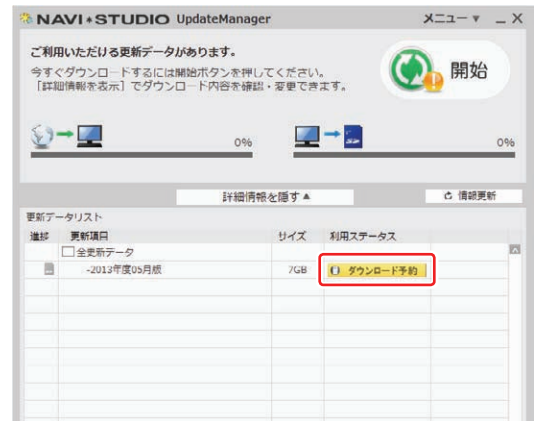 NAVI*STUDIO UpdateManager メニュー ▼ _ X
ご利用いただける更新データがあります。
今すぐダウンロードするには開始ボタンを押してください。
「詳細情報を表示」でダウンロード内容を確認・変更できます。
開始
0% 0%
詳細情報を隠す▲ 情報更新
更新データリスト
進捗 更新項目 サイズ 利用ステータス
全更新データ
-2013年度05月版 7GB ダウンロード予約